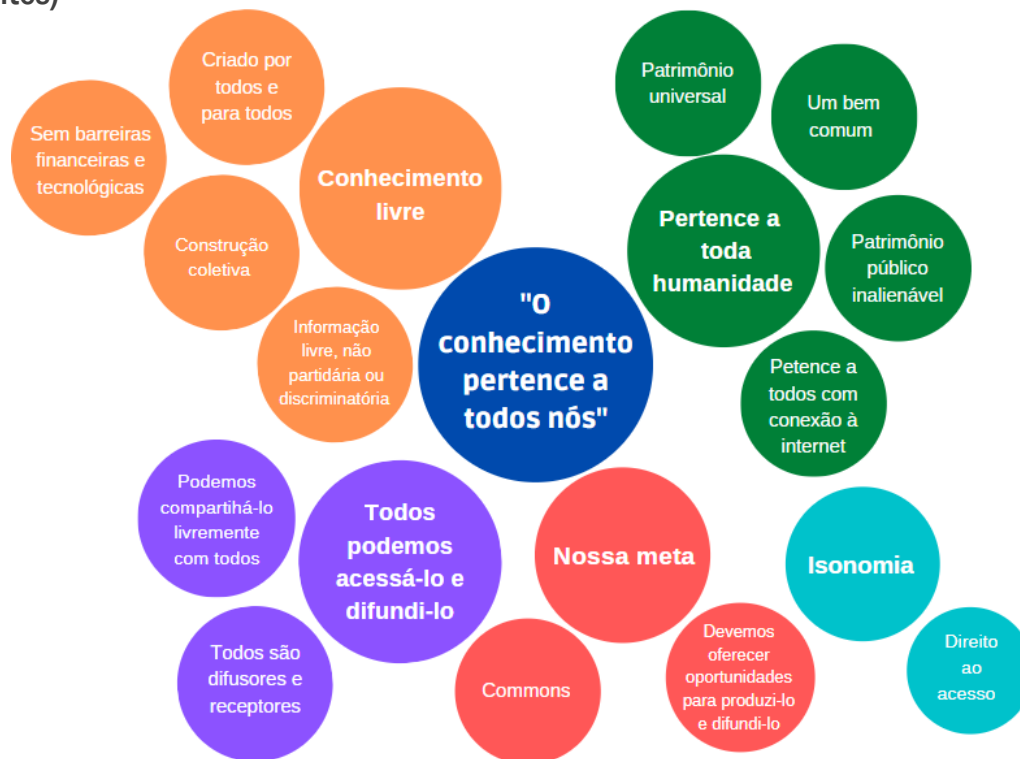 Criado por
todos e
para todos
Sem barreiras
financeiras e
tecnológicas
Conhecimento
livre
Construção
coletiva
Informação
livre, não
partidária ou
discriminatória
Patrimônio
universal
Um bem
comum
Pertence a
toda
humanidade
Patrimônio
público
inalienável
Petence a
todos com
conexão à
internet
"O
conhecimento
pertence a
todos nós"
Podemos
compartihá-lo
livremente
com todos
Todos
podemos
acessá-lo e
difundi-lo
Todos são
difusores e
receptores
Nossa meta
Commons
Devemos
oferecer
oportunidades
para produzi-lo
e difundi-lo
Isonomia
Direito
ao
acesso